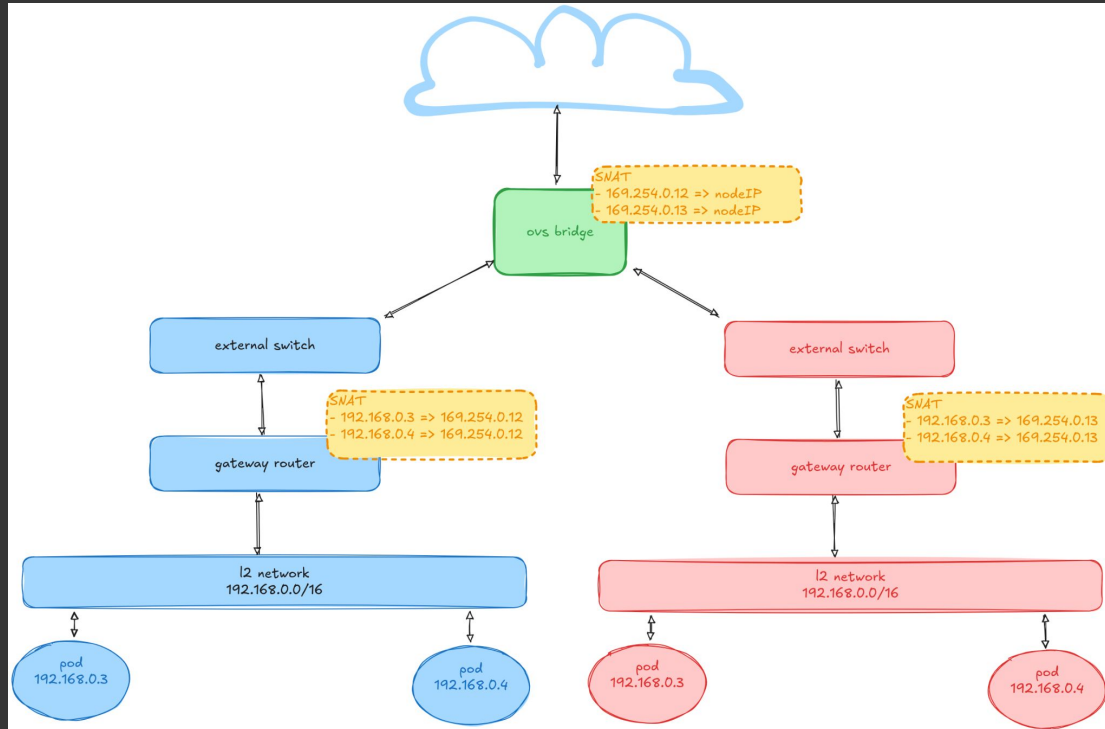 SNAT
- 169.254.0.12 => nodeIP
- 169.254.0.13 => nodeIP
ovs bridge
external switch
external switch
SNAT
- 192.168.0.3 => 169.254.0.12
- 192.168.0.4 => 169.254.0.12
SNAT
- 192.168.0.3 => 169.254.0.13
- 192.168.0.4 => 169.254.0.13
gateway router
gateway router
l2 network
192.168.0.0/16
l2 network
192.168.0.0/16
pod
192.168.0.3
pod
192.168.0.4
pod
192.168.0.3
pod
192.168.0.4